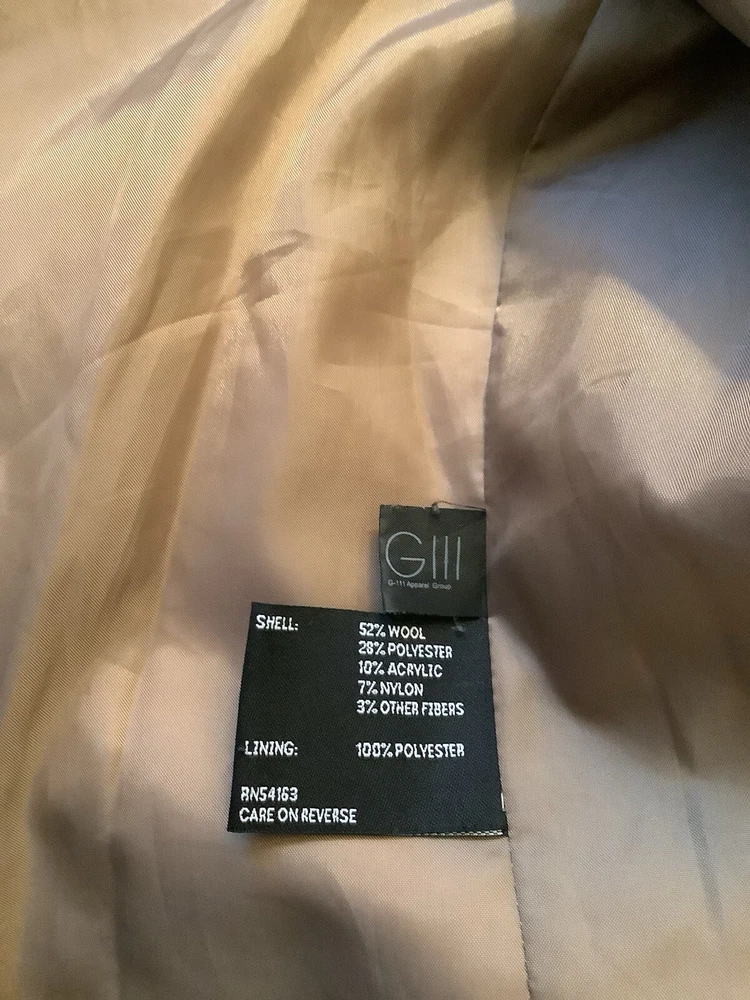 GIII
G-III Apparel Group
SHELL: 52% WOOL
28% POLYESTER
10% ACRYLIC
7% NYLON
3% OTHER FIBERS
LINING: 100% POLYESTER
RN54163
CARE ON REVERSE